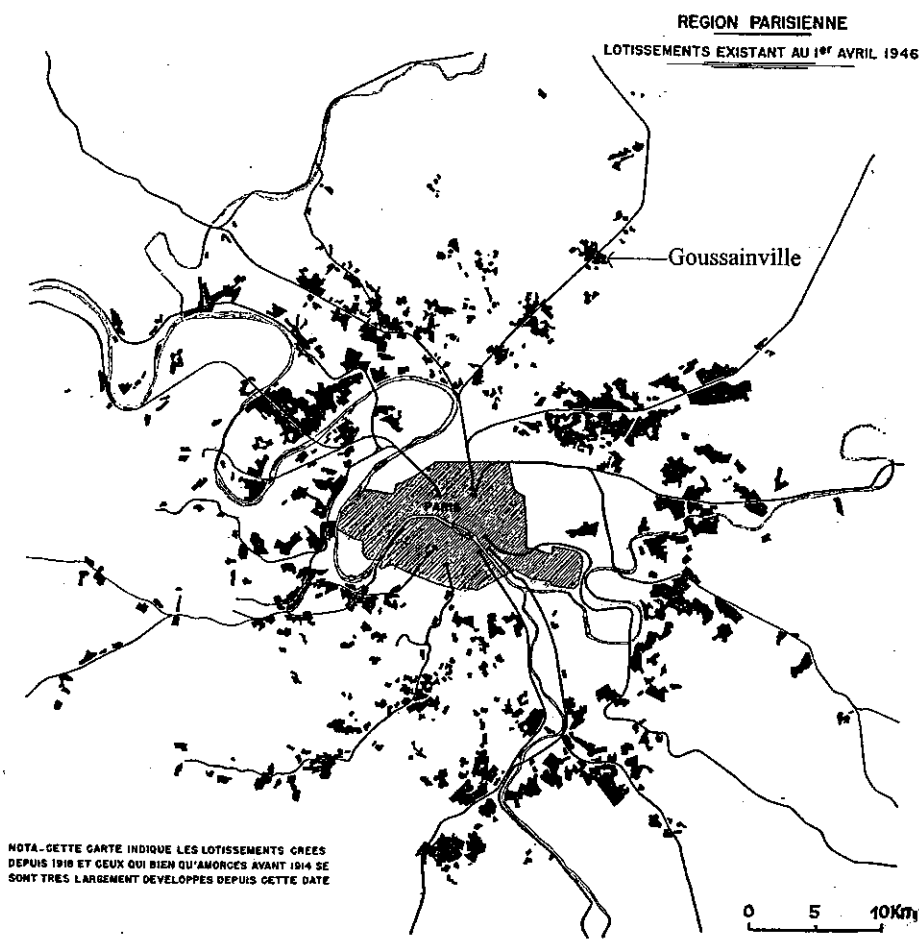 REGION PARISIENNE
LOTISSEMENTS EXISTANT AU 1er AVRIL 1946
Goussainville
PARIS
NOTA-CETTE CARTE INDIQUE LES LOTISSEMENTS CREES
DEPUIS 1918 ET CEUX QUI BIEN QU'AMORCES AVANT 1914 SE
SONT TRES LARGEMENT DEVELOPPES DEPUIS CETTE DATE
0 5 10Km